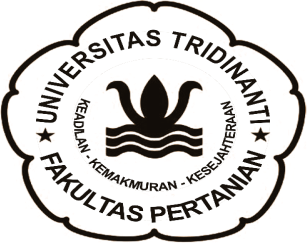 UNIVERSITAS TRIDINANTI
KEADILAN - KEMAKMURAN - KESEJAHTERAAN
FAKULTAS PERTANIAN